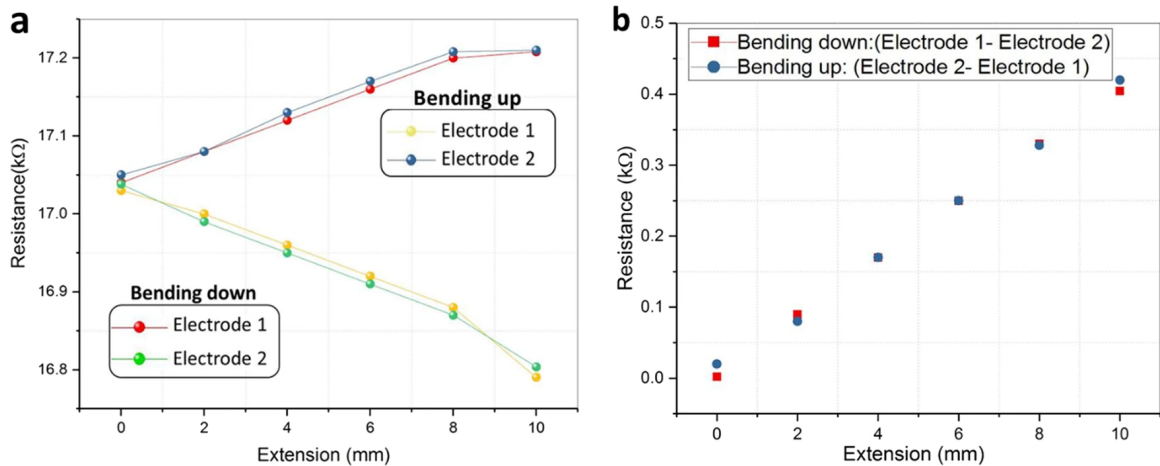 a
17.2
17.1
17.0
16.9
16.8
Resistance(kΩ)
Bending up
Electrode 1
Electrode 2
Bending down
Electrode 1
Electrode 2
0 2 4 6 8 10
Extension (mm)
b
0.5
0.4
0.3
0.2
0.1
0.0
Resistance (kΩ)
Bending down:(Electrode 1- Electrode 2)
Bending up: (Electrode 2- Electrode 1)
0 2 4 6 8 10
Extension (mm)